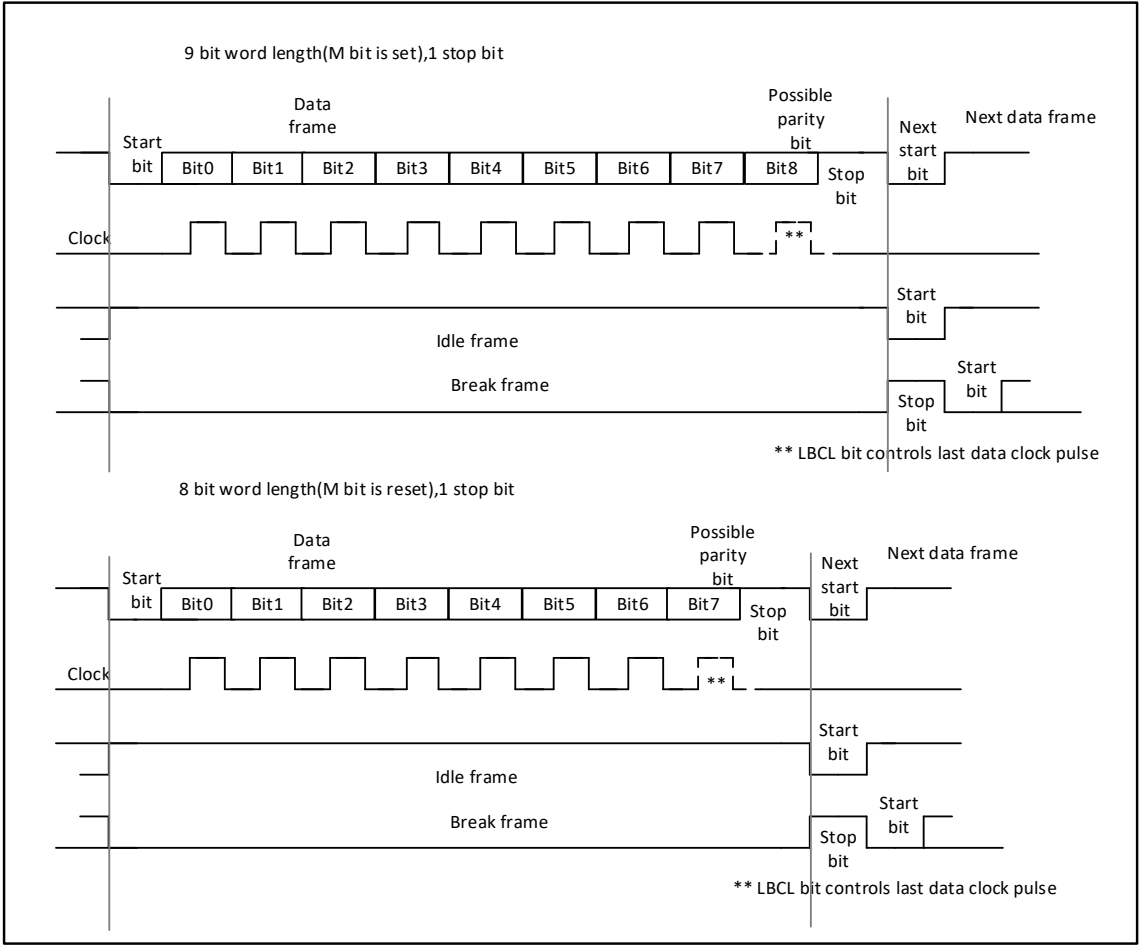 9 bit word length(M bit is set),1 stop bit
Data
frame
Possible
parity
bit
Next data frame
Start
bit
Bit0 Bit1 Bit2 Bit3 Bit4 Bit5 Bit6 Bit7 Bit8
Stop
bit
Next
start
bit
Clock
**
Start
bit
Idle frame
Break frame
Start
bit
Stop
bit
** LBCL bit controls last data clock pulse
8 bit word length(M bit is reset),1 stop bit
Data
frame
Possible
parity
bit
Next data frame
Start
bit
Bit0 Bit1 Bit2 Bit3 Bit4 Bit5 Bit6 Bit7
Stop
bit
Next
start
bit
Clock
**
Start
bit
Idle frame
Break frame
Start
bit
Stop
bit
** LBCL bit controls last data clock pulse